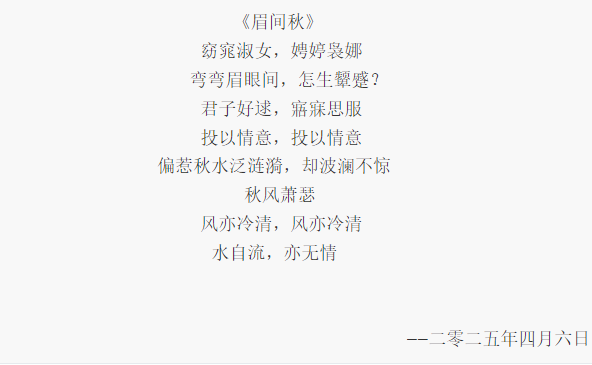 《眉间秋》
窈窕淑女，娉婷袅娜
弯弯眉眼间，怎生颦蹙？
君子好逑，寤寐思服
投以情意，投以情意
偏惹秋水泛涟漪，却波澜不惊
秋风萧瑟
风亦冷清，风亦冷清
水自流，亦无情
——二零二五年四月六日